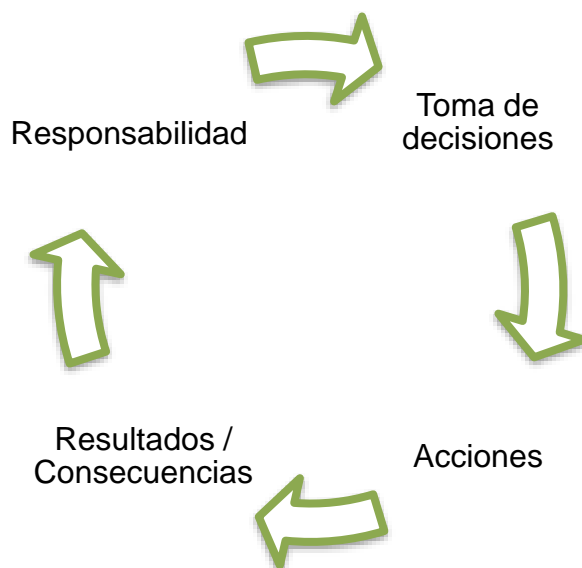 Responsabilidad
Toma de
decisiones
Acciones
Resultados /
Consecuencias